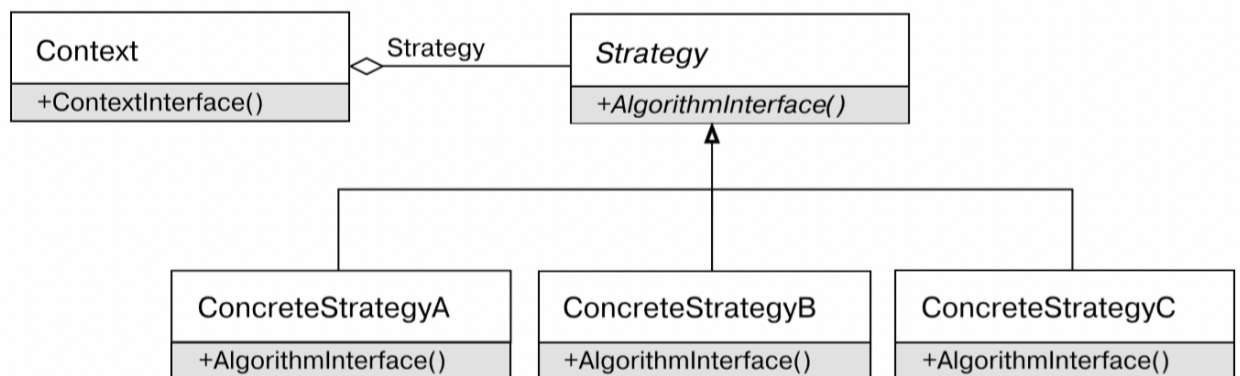 Context
+ContextInterface()
Strategy
Strategy
+AlgorithmInterface()
ConcreteStrategyA
+AlgorithmInterface()
ConcreteStrategyB
+AlgorithmInterface()
ConcreteStrategyC
+AlgorithmInterface()